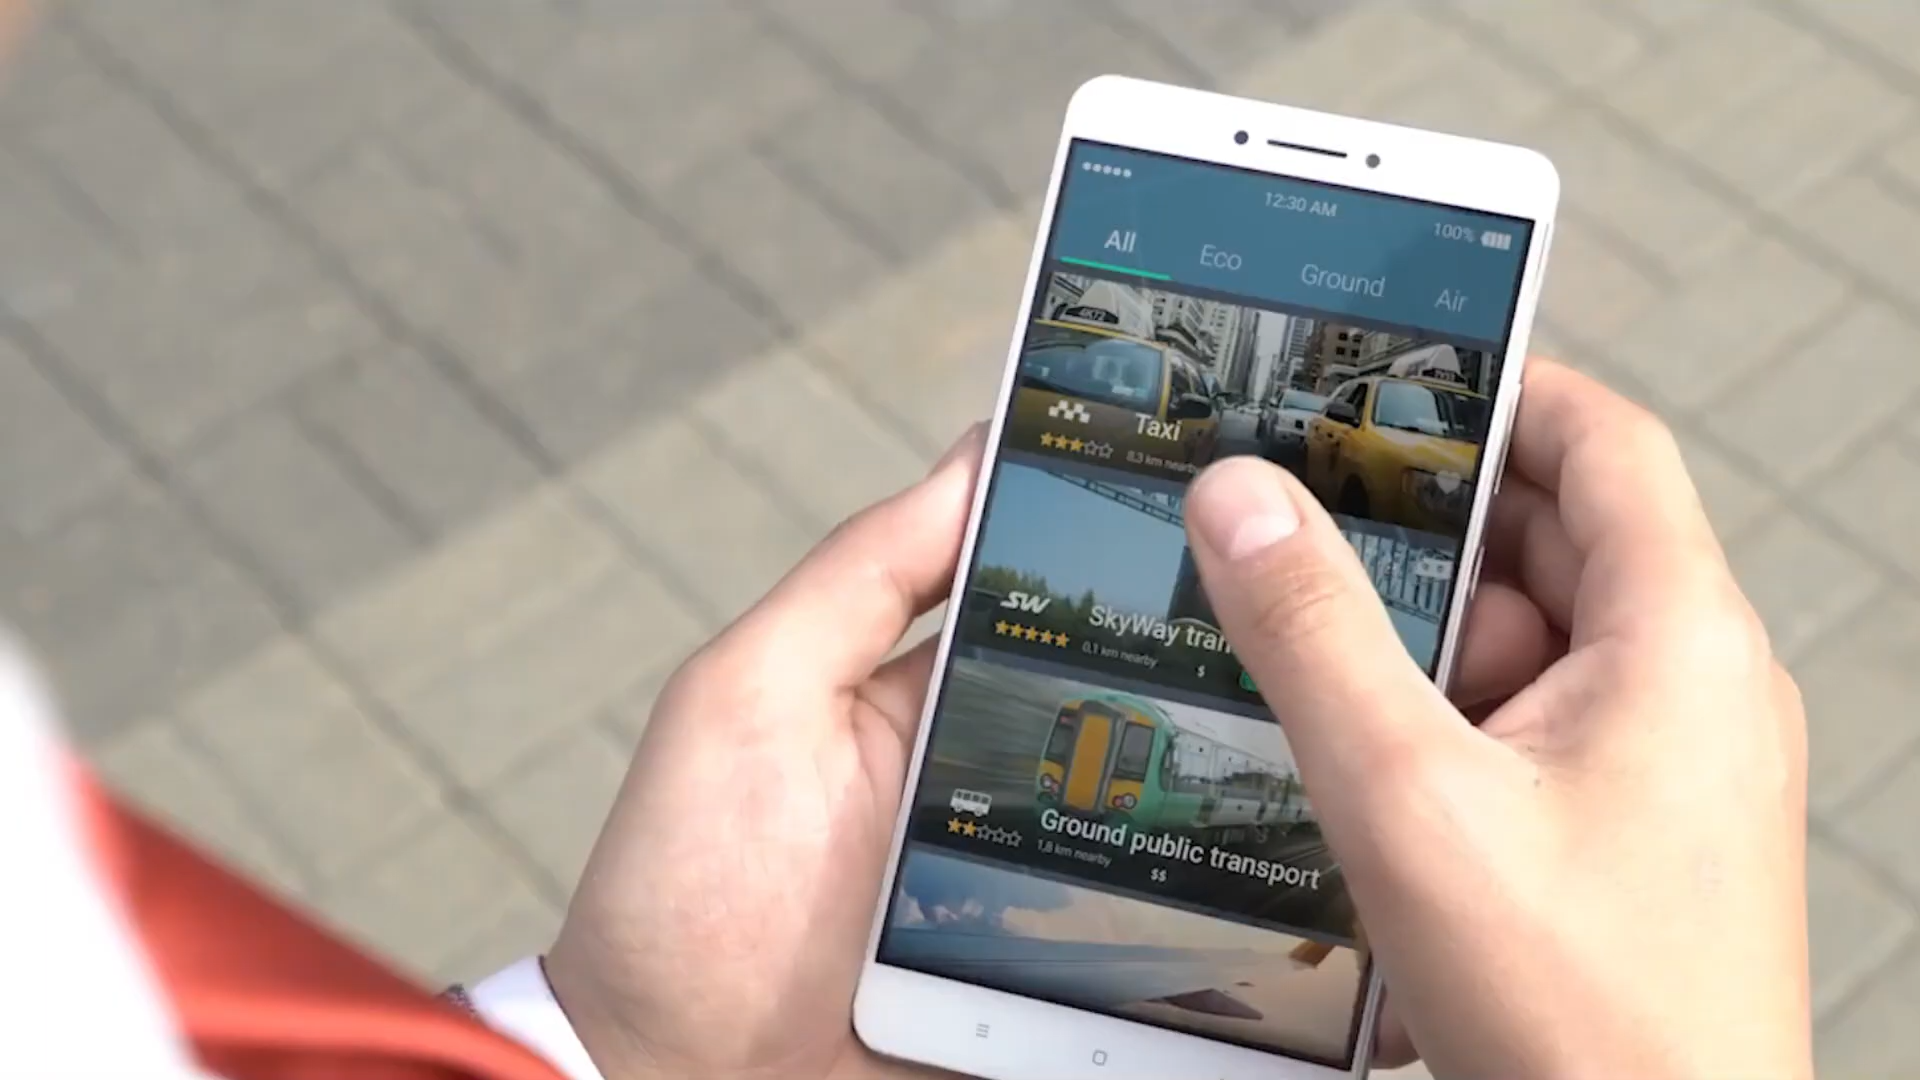 12:30 AM
100%
All
Eco
Ground
Air
4K72
Taxi
8,3 km nearby
SW
SkyWay
0,1 km nearby
$
Ground public transport
1,8 km nearby
$$